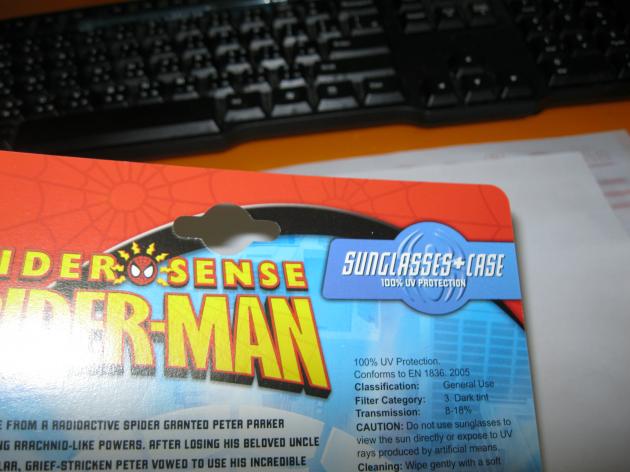 SENSE
SUNGLASSES+CASE
100% UV PROTECTION
-MAN
100% UV Protection.
Conforms to EN 1836: 2005
Classification: General Use
Filter Category: 3. Dark tint
Transmission: 8-18%
CAUTION: Do not use sunglasses to
view the sun directly or expose to UV
rays produced by artificial means.
Cleaning: Wipe gently with a soft
FROM A RADIOACTIVE SPIDER GRANTED PETER PARKER
ARACHNID-LIKE POWERS. AFTER LOSING HIS BELOVED UNCLE
GRIEF-STRICKEN PETER VOWED TO USE HIS INCREDIBLE